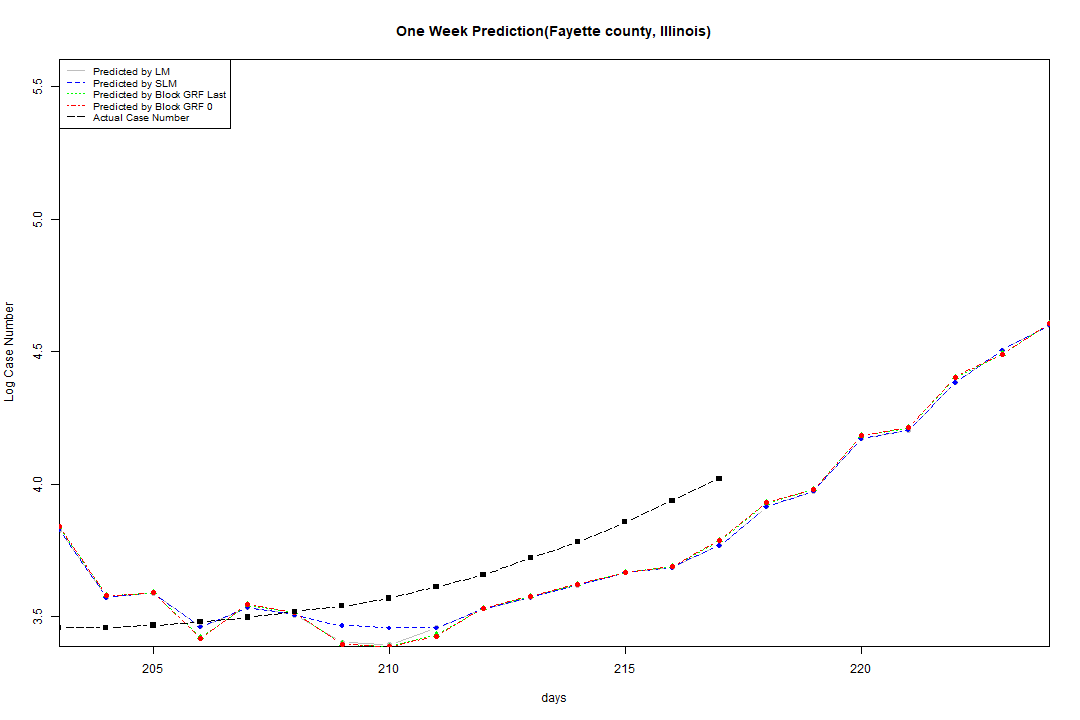 One Week Prediction(Fayette county, Illinois)
Predicted by LM
Predicted by SLM
Predicted by Block GRF Last
Predicted by Block GRF 0
Actual Case Number
5.5
5.0
4.5
4.0
3.5
Log Case Number
205
210
215
220
days